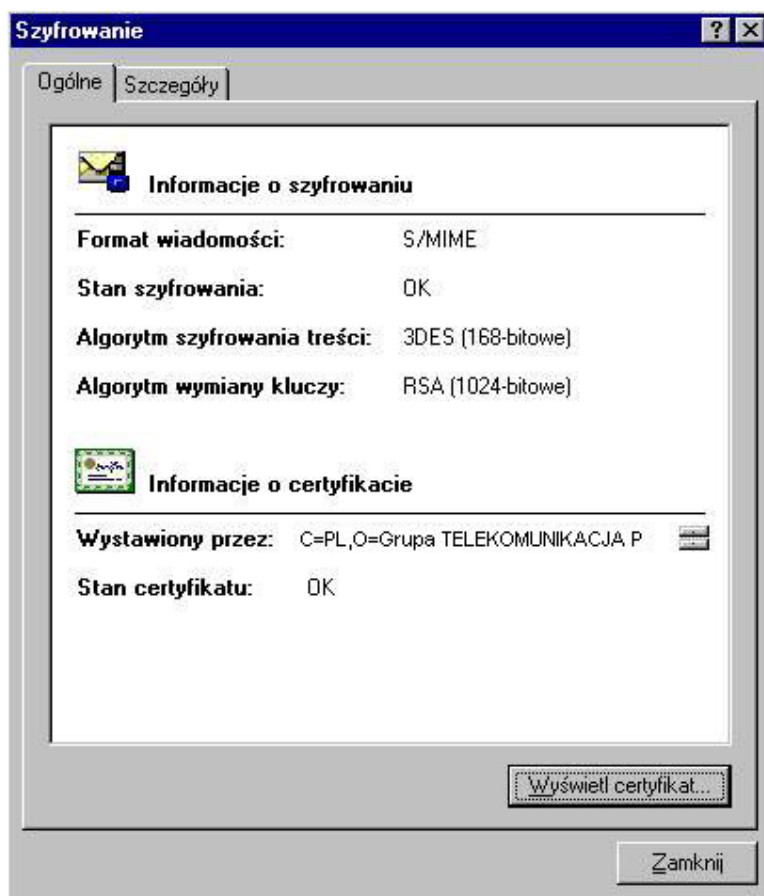 Szyfrowanie
Ogólne Szczegóły
Informacje o szyfrowaniu
Format wiadomości: S/MIME
Stan szyfrowania: OK
Algorytm szyfrowania treści: 3DES (168-bitowe)
Algorytm wymiany kluczy: RSA (1024-bitowe)
Informacje o certyfikacie
Wystawiony przez: C=PL,O=Grupa TELEKOMUNIKACJA P
Stan certyfikatu: OK
Wyświetl certyfikat...
Zamknij